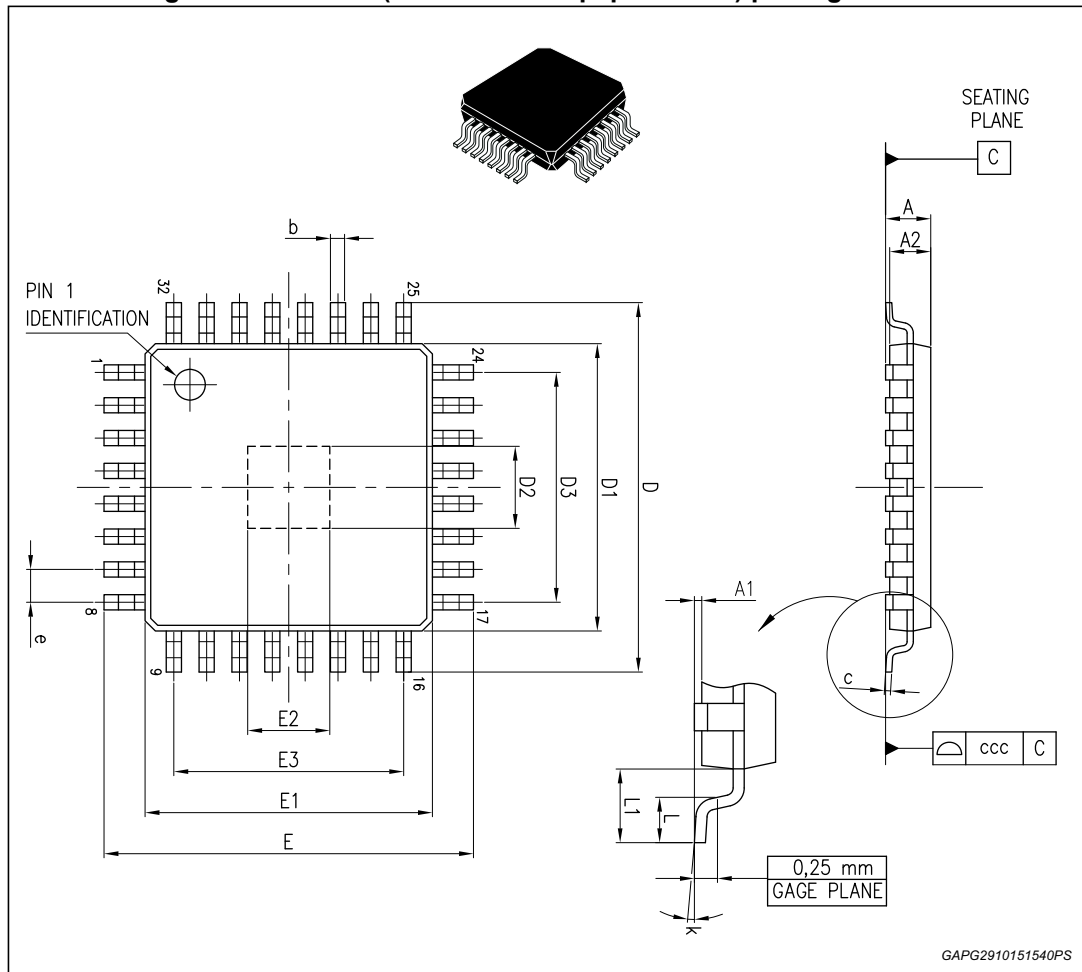 SEATING
PLANE
C
A
A2
b
32
25
PIN 1
IDENTIFICATION
1
24
D2
D3
D1
D
8
17
e
9
16
A1
c
E2
E3
E1
E
L1
L
ccc C
0,25 mm
GAGE PLANE
k
GAPG2910151540PS